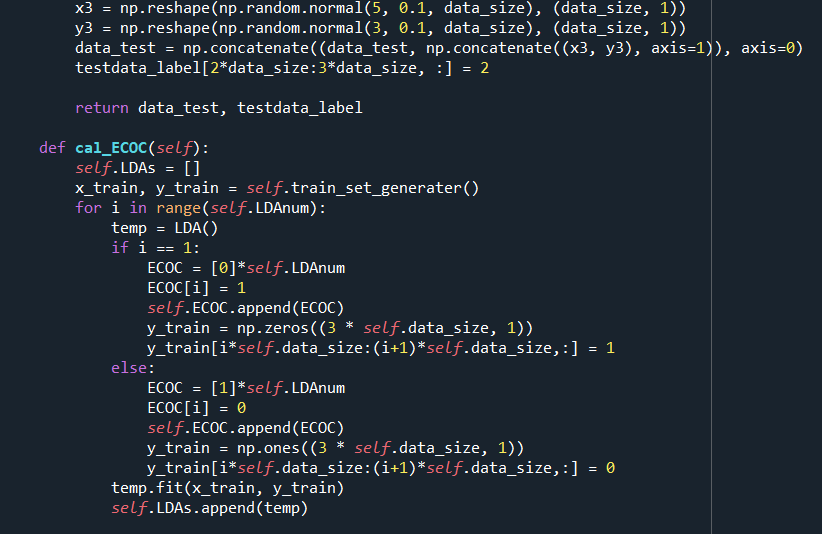 x3 = np.reshape(np.random.normal(5, 0.1, data_size), (data_size, 1))
y3 = np.reshape(np.random.normal(3, 0.1, data_size), (data_size, 1))
data_test = np.concatenate((data_test, np.concatenate((x3, y3), axis=1)), axis=0)
testdata_label[2*data_size:3*data_size, :] = 2
return data_test, testdata_label
def cal_ECOC(self):
self.LDAs = []
x_train, y_train = self.train_set_generater()
for i in range(self.LDAnum):
temp = LDA()
if i == 1:
ECOC = [0]*self.LDAnum
ECOC[i] = 1
self.ECOC.append(ECOC)
y_train = np.zeros((3 * self.data_size, 1))
y_train[i*self.data_size:(i+1)*self.data_size,:] = 1
else:
ECOC = [1]*self.LDAnum
ECOC[i] = 0
self.ECOC.append(ECOC)
y_train = np.ones((3 * self.data_size, 1))
y_train[i*self.data_size:(i+1)*self.data_size,:] = 0
temp.fit(x_train, y_train)
self.LDAs.append(temp)